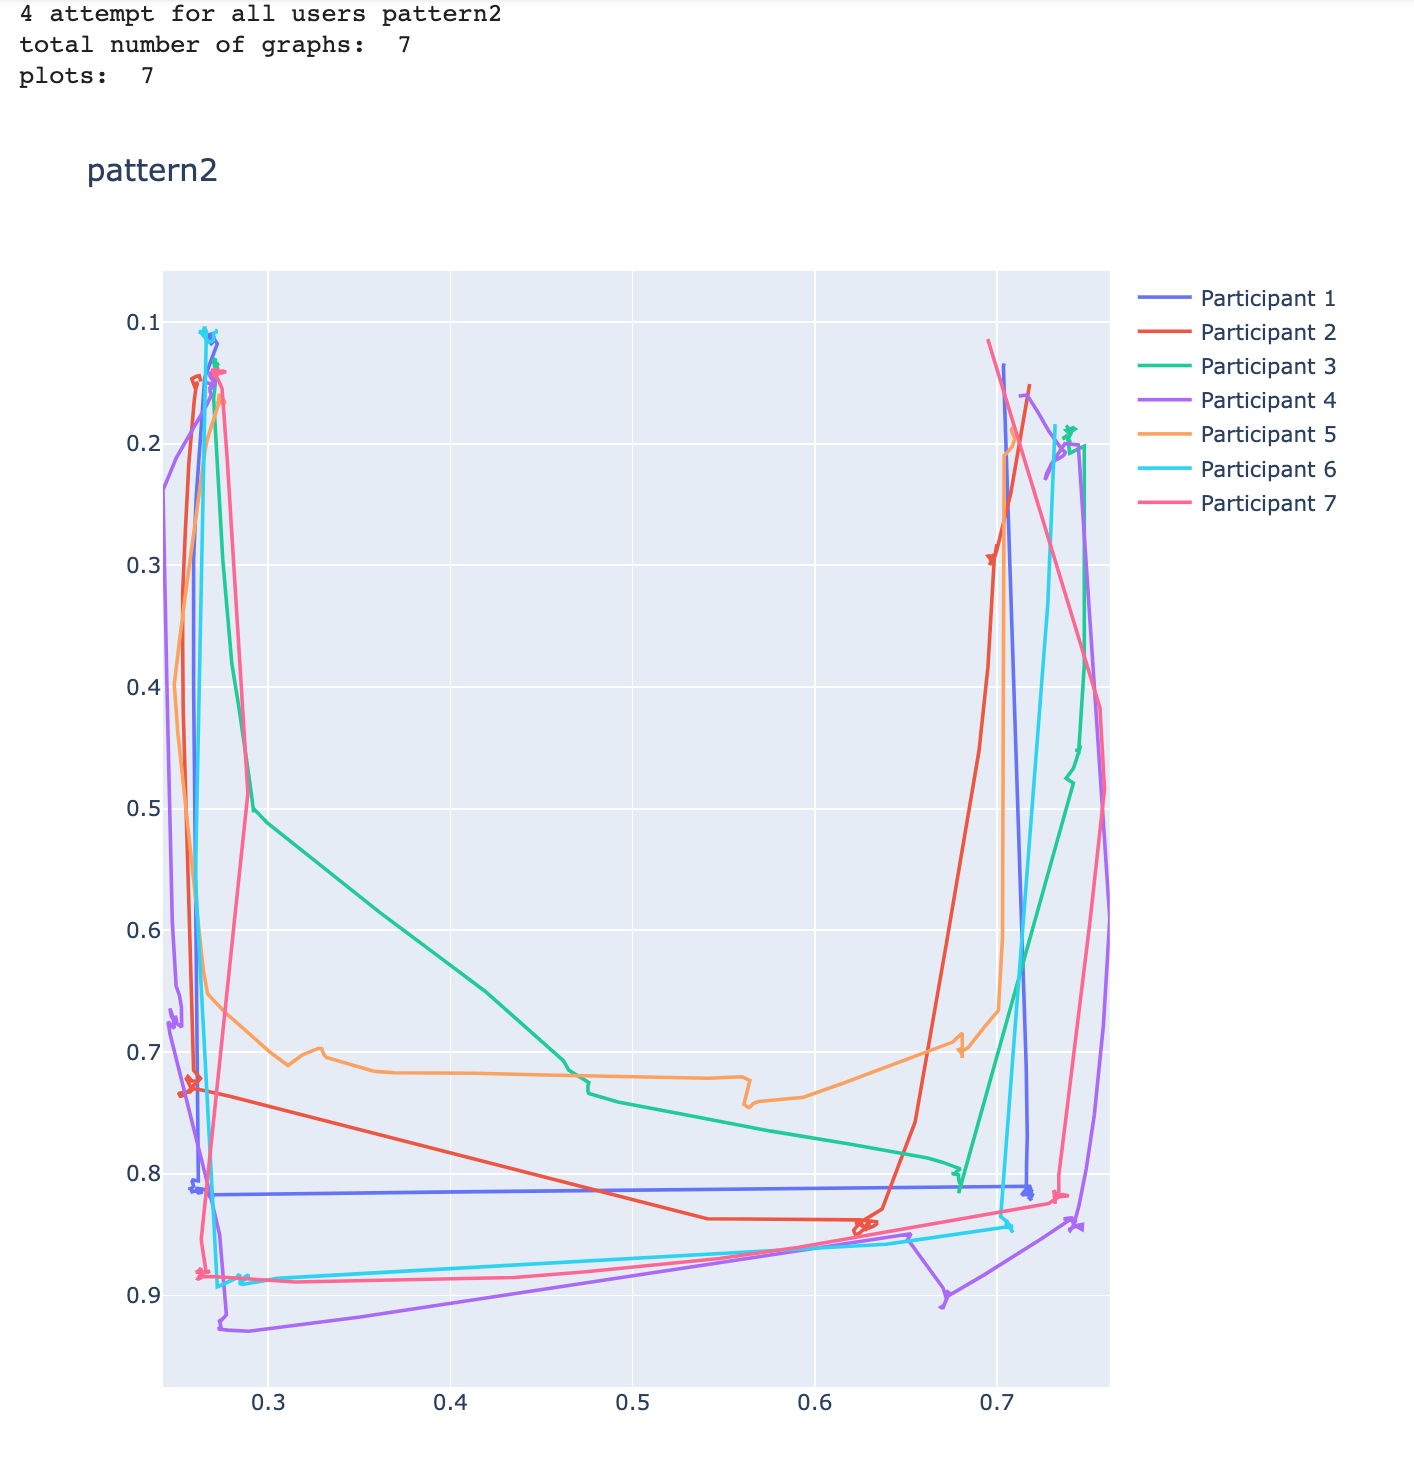 4 attempt for all users pattern2
total number of graphs:  7
plots:  7
pattern2
0.1
0.2
0.3
0.4
0.5
0.6
0.7
0.8
0.9
0.3 0.4 0.5 0.6 0.7
Participant 1
Participant 2
Participant 3
Participant 4
Participant 5
Participant 6
Participant 7